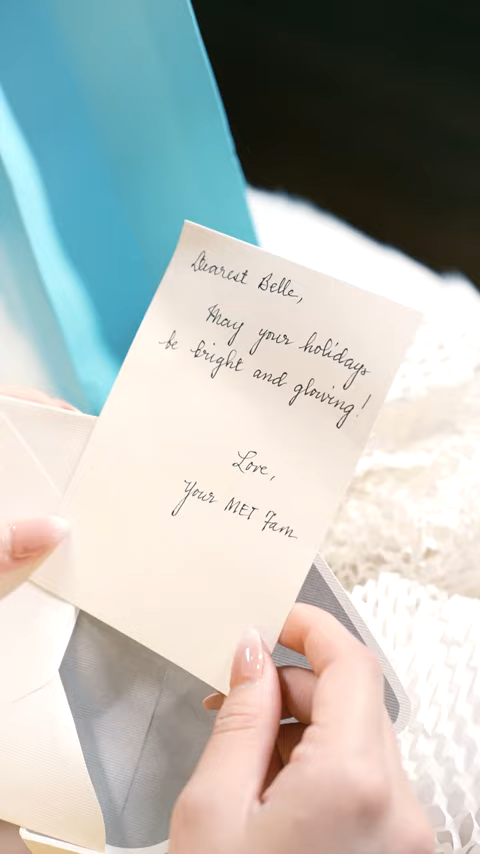 Dearest Belle,
May your holidays
be bright and glowing!
Love,
Your MET Fam